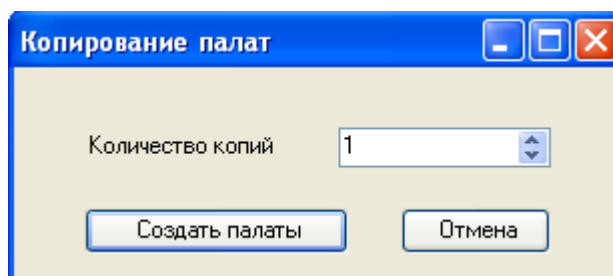 Копирование палат
Количество копий 1
Создать палаты Отмена